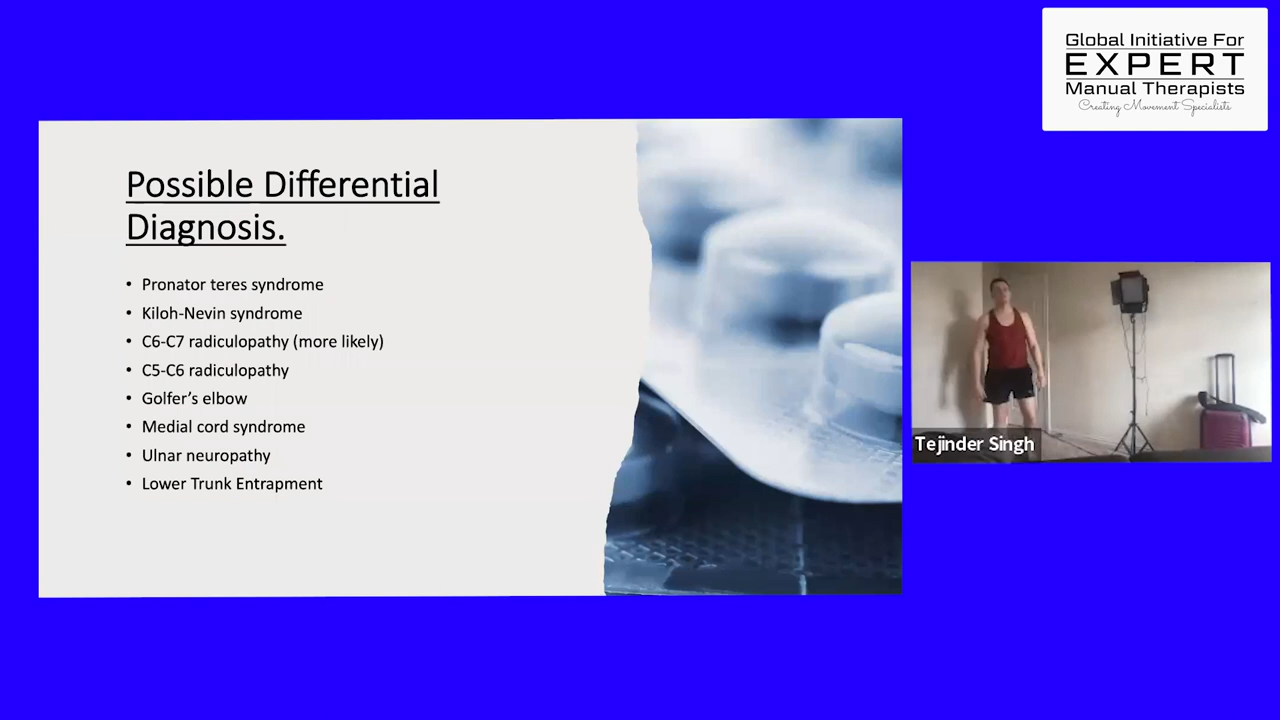 Global Initiative For
EXPERT
Manual Therapists
Creating Movement Specialists
Possible Differential
Diagnosis.
• Pronator teres syndrome
• Kiloh-Nevin syndrome
• C6-C7 radiculopathy (more likely)
• C5-C6 radiculopathy
• Golfer’s elbow
• Medial cord syndrome
• Ulnar neuropathy
• Lower Trunk Entrapment
Tejinder Singh